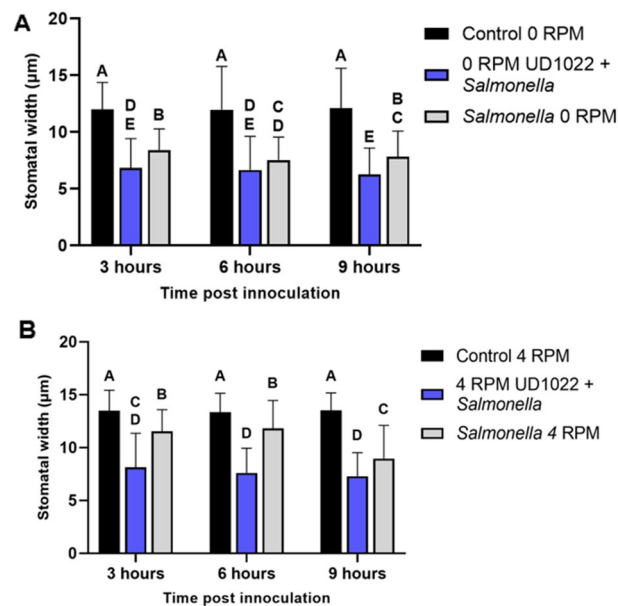 A
Stomatal width (µm)
20
15
10
5
0
A
D
E
B
A
D
E
C
D
A
E
B
C
3 hours
6 hours
9 hours
Time post innoculation
Control 0 RPM
0 RPM UD1022 +
Salmonella
Salmonella 0 RPM
B
Stomatal width (µm)
20
15
10
5
0
A
C
D
B
A
D
B
A
D
C
3 hours
6 hours
9 hours
Time post innoculation
Control 4 RPM
4 RPM UD1022 +
Salmonella
Salmonella 4 RPM